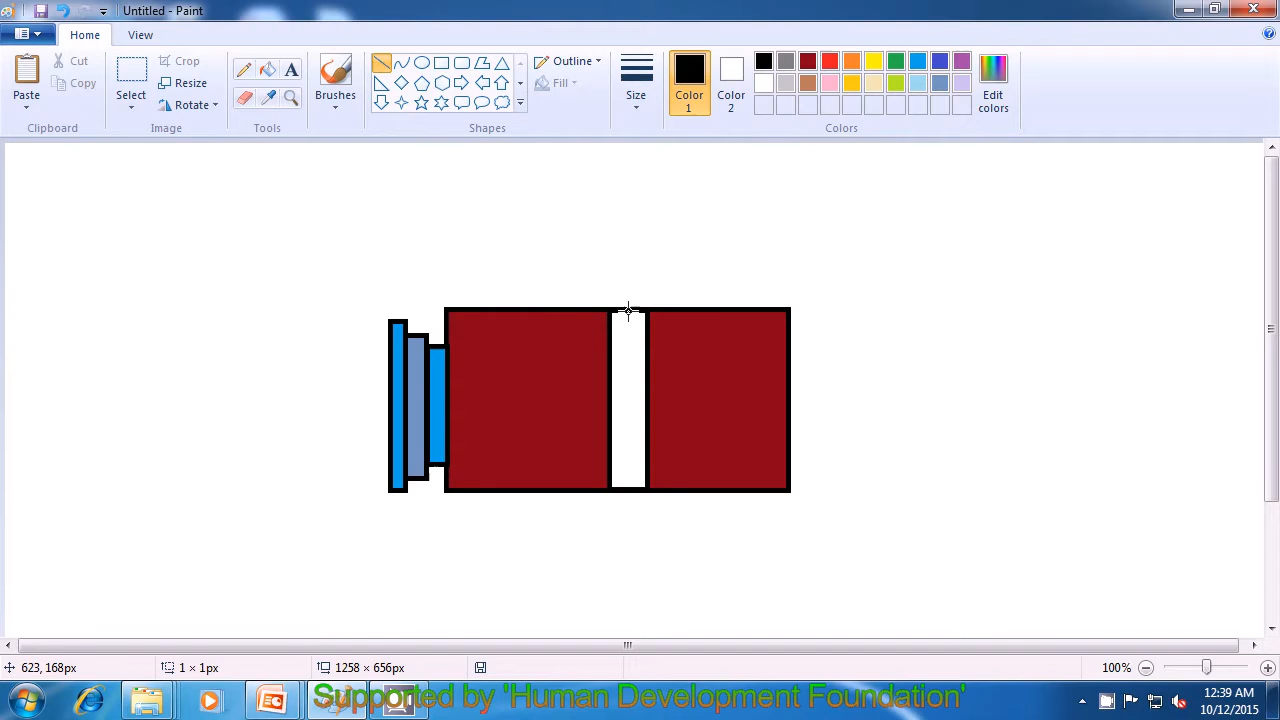 Untitled - Paint
Home
View
Paste
Cut
Copy
Clipboard
Select
Crop
Resize
Rotate
Image
Tools
Brushes
Outline
Fill
Shapes
Size
Color 1
Color 2
Edit colors
Colors
623, 168px
1 × 1px
1258 × 656px
100%
Supported by 'Human Development Foundation'
12:39 AM
10/12/2015